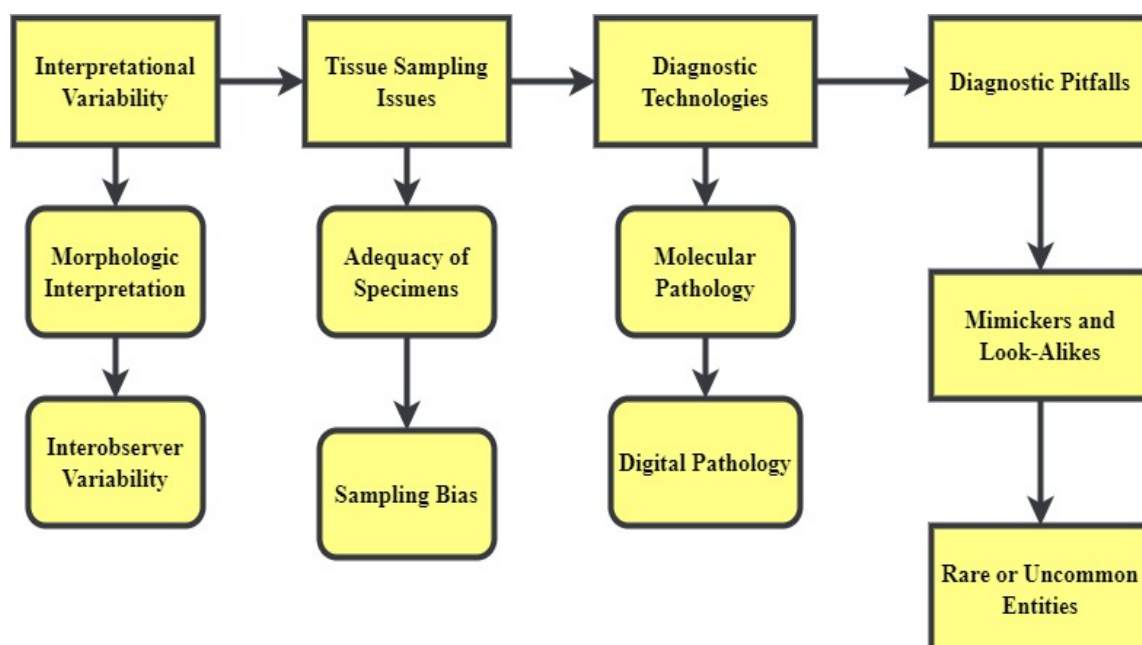 Interpretational
Variability
Tissue Sampling
Issues
Diagnostic
Technologies
Diagnostic Pitfalls
Morphologic
Interpretation
Adequacy of
Specimens
Molecular
Pathology
Mimickers and
Look-Alikes
Interobserver
Variability
Sampling Bias
Digital Pathology
Rare or Uncommon
Entities